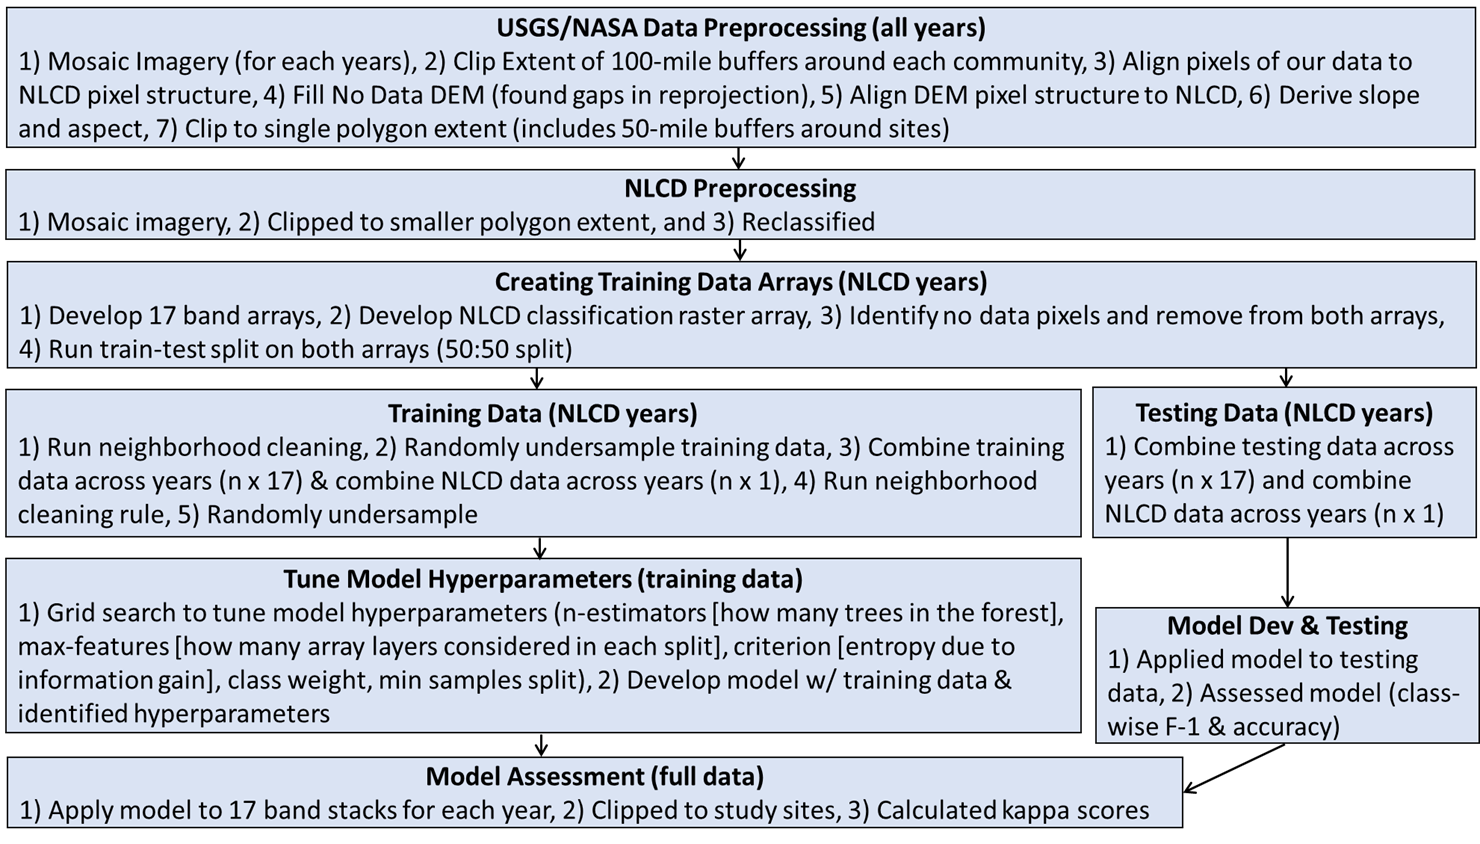 USGS/NASA Data Preprocessing (all years)
1) Mosaic Imagery (for each years), 2) Clip Extent of 100-mile buffers around each community, 3) Align pixels of our data to
NLCD pixel structure, 4) Fill No Data DEM (found gaps in reprojection), 5) Align DEM pixel structure to NLCD, 6) Derive slope
and aspect, 7) Clip to single polygon extent (includes 50-mile buffers around sites)
NLCD Preprocessing
1) Mosaic imagery, 2) Clipped to smaller polygon extent, and 3) Reclassified
Creating Training Data Arrays (NLCD years)
1) Develop 17 band arrays, 2) Develop NLCD classification raster array, 3) Identify no data pixels and remove from both arrays,
4) Run train-test split on both arrays (50:50 split)
Training Data (NLCD years)
1) Run neighborhood cleaning, 2) Randomly undersample training data, 3) Combine training
data across years (n x 17) & combine NLCD data across years (n x 1), 4) Run neighborhood
cleaning rule, 5) Randomly undersample
Testing Data (NLCD years)
1) Combine testing data across
years (n x 17) and combine
NLCD data across years (n x 1)
Tune Model Hyperparameters (training data)
1) Grid search to tune model hyperparameters (n-estimators [how many trees in the forest],
max-features [how many array layers considered in each split], criterion [entropy due to
information gain], class weight, min samples split), 2) Develop model w/ training data &
identified hyperparameters
Model Dev & Testing
1) Applied model to testing
data, 2) Assessed model (class-
wise F-1 & accuracy)
Model Assessment (full data)
1) Apply model to 17 band stacks for each year, 2) Clipped to study sites, 3) Calculated kappa scores